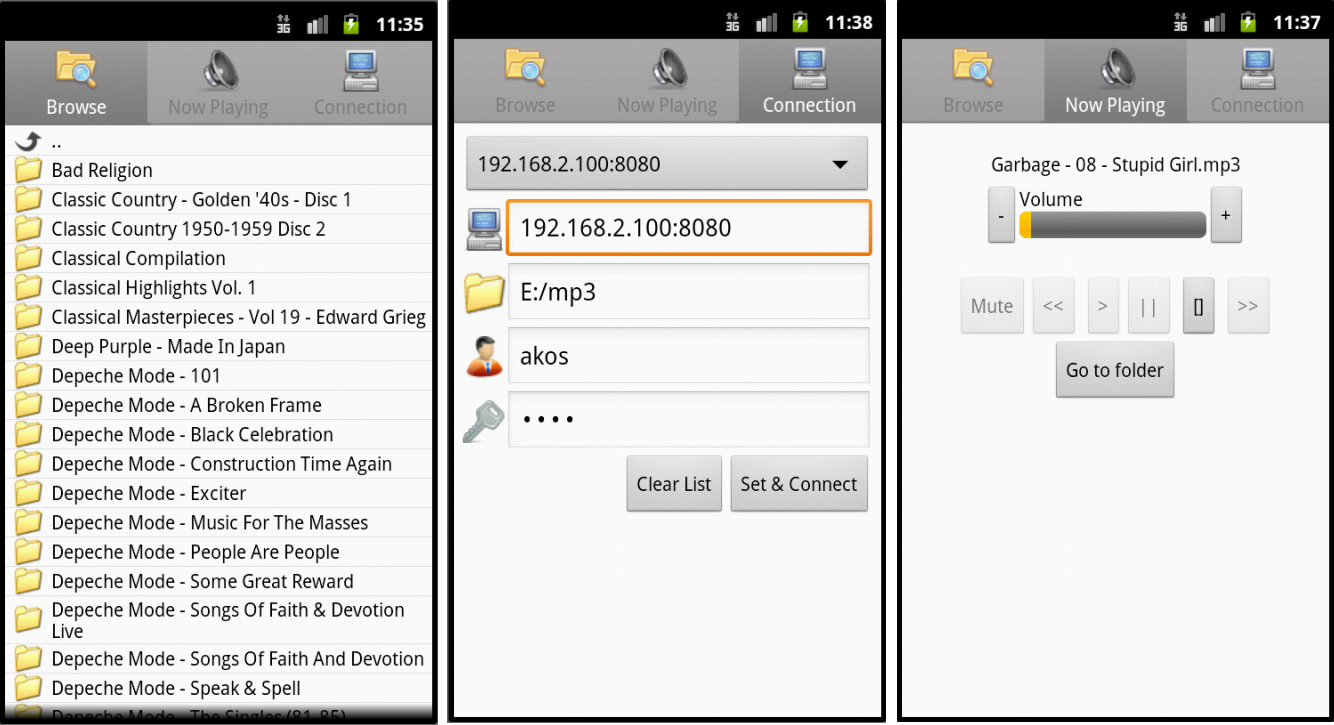 3G 11:35
Browse Now Playing Connection
..
Bad Religion
Classic Country - Golden '40s - Disc 1
Classic Country 1950-1959 Disc 2
Classical Compilation
Classical Highlights Vol. 1
Classical Masterpieces - Vol 19 - Edward Grieg
Deep Purple - Made In Japan
Depeche Mode - 101
Depeche Mode - A Broken Frame
Depeche Mode - Black Celebration
Depeche Mode - Construction Time Again
Depeche Mode - Exciter
Depeche Mode - Music For The Masses
Depeche Mode - People Are People
Depeche Mode - Some Great Reward
Depeche Mode - Songs Of Faith & Devotion
Live
Depeche Mode - Songs Of Faith And Devotion
Depeche Mode - Speak & Spell
Depeche Mode - The Singles (81-85)
3G 11:38
Browse Now Playing Connection
192.168.2.100:8080
192.168.2.100:8080
E:/mp3
akos
••••
Clear List Set & Connect
3G 11:37
Browse Now Playing Connection
Garbage - 08 - Stupid Girl.mp3
Volume
- +
Mute << > || [] >>
Go to folder